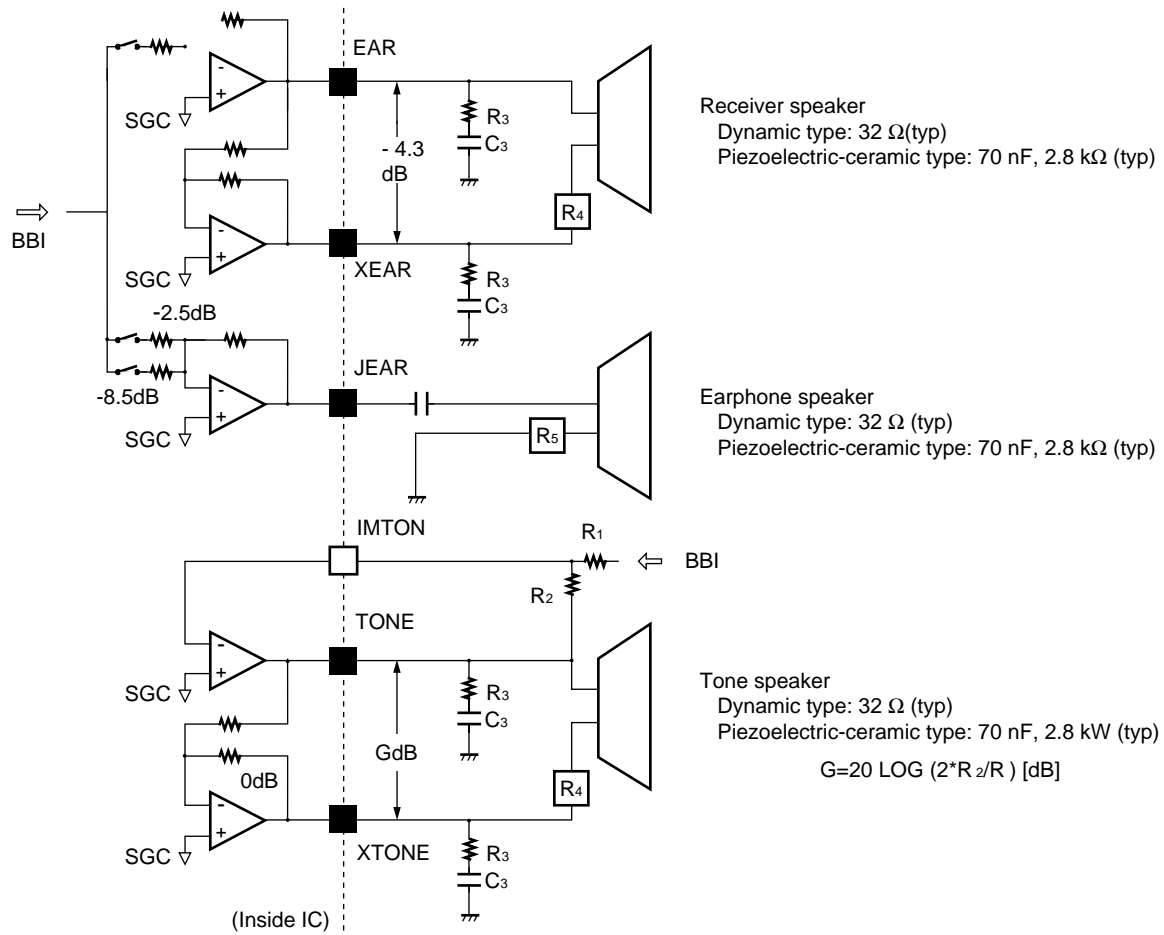 EAR
SGC
-
+
R3
C3
- 4.3
dB
Receiver speaker
Dynamic type: 32 Ω(typ)
Piezoelectric-ceramic type: 70 nF, 2.8 kΩ (typ)
BBI
R4
-
+
SGC
XEAR
R3
C3
-2.5dB
JEAR
-8.5dB
-
+
SGC
R5
Earphone speaker
Dynamic type: 32 Ω (typ)
Piezoelectric-ceramic type: 70 nF, 2.8 kΩ (typ)
IMTON
R1
BBI
R2
TONE
-
+
SGC
R3
C3
Tone speaker
Dynamic type: 32 Ω (typ)
Piezoelectric-ceramic type: 70 nF, 2.8 kW (typ)
G=20 LOG (2*R 2/R ) [dB]
GdB
0dB
R4
-
+
SGC
XTONE
R3
C3
(Inside IC)